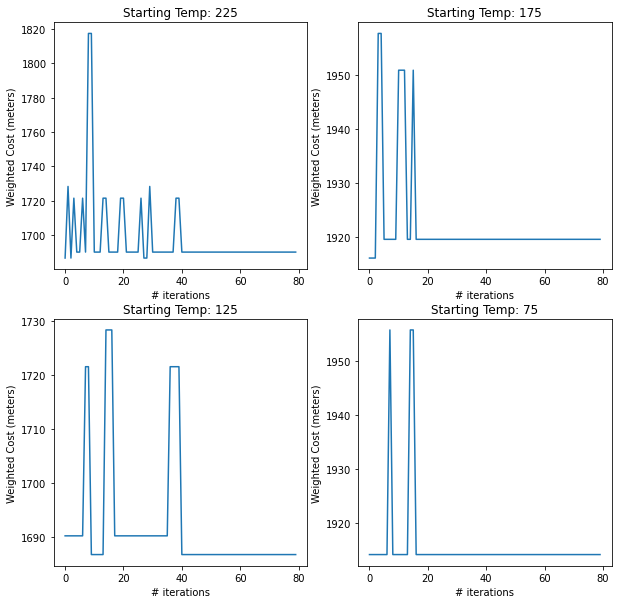 Starting Temp: 225
Weighted Cost (meters)
1820
1800
1780
1760
1740
1720
1700
0 20 40 60 80
# iterations
Starting Temp: 175
Weighted Cost (meters)
1950
1940
1930
1920
0 20 40 60 80
# iterations
Starting Temp: 125
Weighted Cost (meters)
1730
1720
1710
1700
1690
0 20 40 60 80
# iterations
Starting Temp: 75
Weighted Cost (meters)
1950
1940
1930
1920
0 20 40 60 80
# iterations